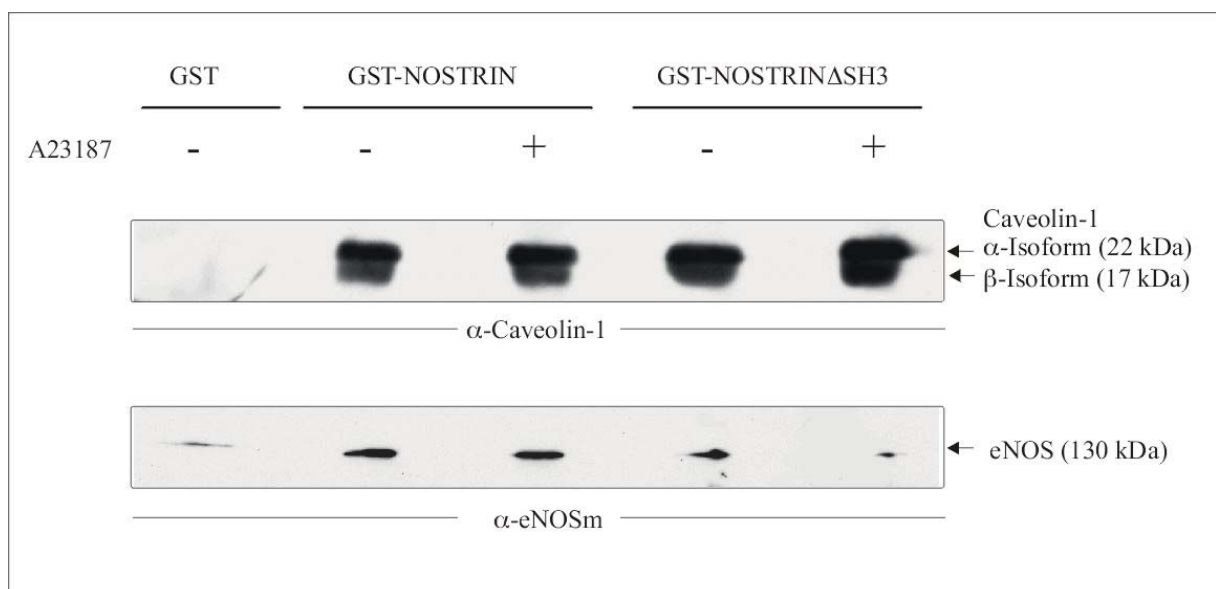 GST GST-NOSTRIN GST-NOSTRINΔSH3
A23187 - - + - +
Caveolin-1
α-Isoform (22 kDa)
β-Isoform (17 kDa)
α-Caveolin-1
eNOS (130 kDa)
α-eNOSm